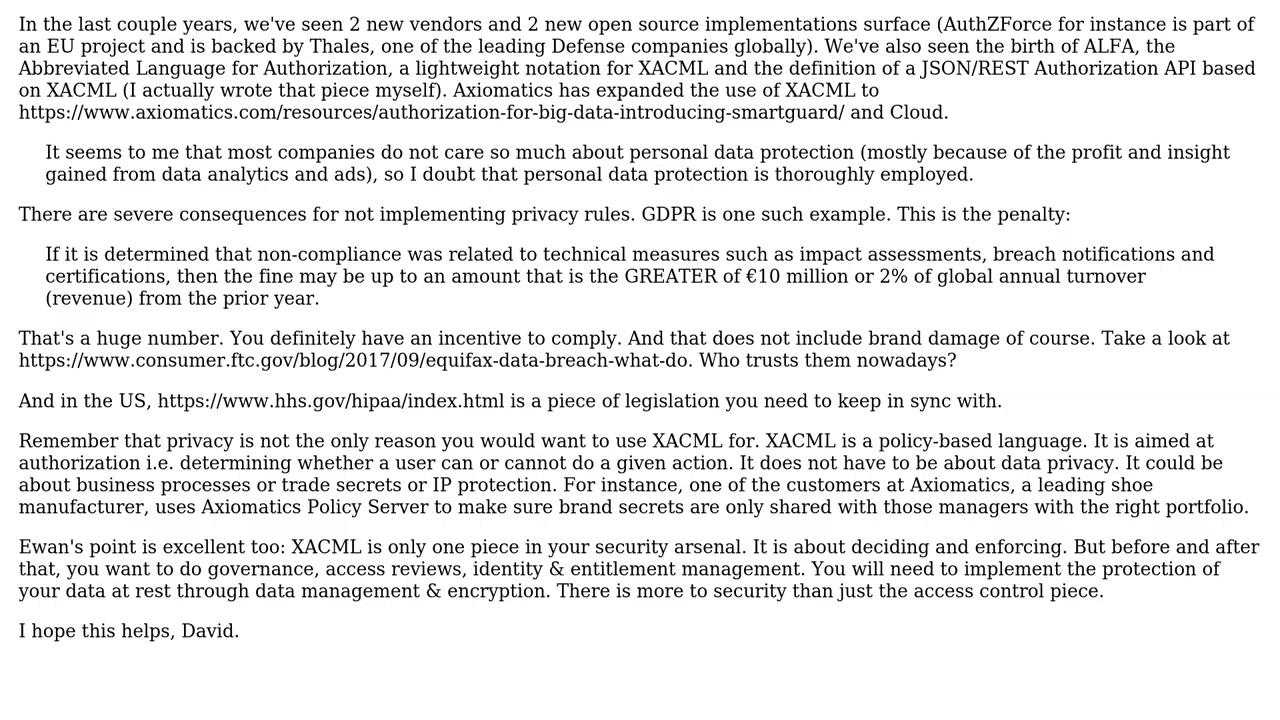 In the last couple years, we've seen 2 new vendors and 2 new open source implementations surface (AuthZForce for instance is part of
an EU project and is backed by Thales, one of the leading Defense companies globally). We've also seen the birth of ALFA, the
Abbreviated Language for Authorization, a lightweight notation for XACML and the definition of a JSON/REST Authorization API based
on XACML (I actually wrote that piece myself). Axiomatics has expanded the use of XACML to
https://www.axiomatics.com/resources/authorization-for-big-data-introducing-smartguard/ and Cloud.
It seems to me that most companies do not care so much about personal data protection (mostly because of the profit and insight
gained from data analytics and ads), so I doubt that personal data protection is thoroughly employed.
There are severe consequences for not implementing privacy rules. GDPR is one such example. This is the penalty:
If it is determined that non-compliance was related to technical measures such as impact assessments, breach notifications and
certifications, then the fine may be up to an amount that is the GREATER of €10 million or 2% of global annual turnover
(revenue) from the prior year.
That's a huge number. You definitely have an incentive to comply. And that does not include brand damage of course. Take a look at
https://www.consumer.ftc.gov/blog/2017/09/equifax-data-breach-what-do. Who trusts them nowadays?
And in the US, https://www.hhs.gov/hipaa/index.html is a piece of legislation you need to keep in sync with.
Remember that privacy is not the only reason you would want to use XACML for. XACML is a policy-based language. It is aimed at
authorization i.e. determining whether a user can or cannot do a given action. It does not have to be about data privacy. It could be
about business processes or trade secrets or IP protection. For instance, one of the customers at Axiomatics, a leading shoe
manufacturer, uses Axiomatics Policy Server to make sure brand secrets are only shared with those managers with the right portfolio.
Ewan's point is excellent too: XACML is only one piece in your security arsenal. It is about deciding and enforcing. But before and after
that, you want to do governance, access reviews, identity & entitlement management. You will need to implement the protection of
your data at rest through data management & encryption. There is more to security than just the access control piece.
I hope this helps, David.